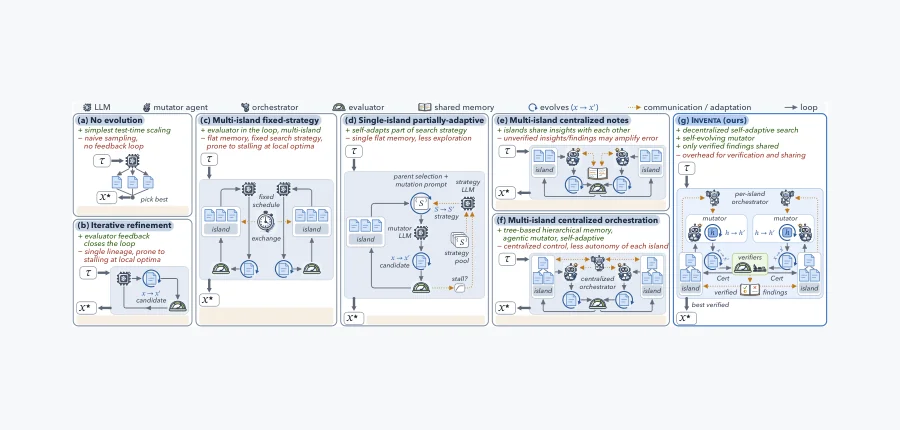 LLM mutator agent orchestrator evaluator shared memory evolves (x → x′) communication / adaptation loop
(a) No evolution
+ simplest test-time scaling
− naive sampling,
no feedback loop
τ
x★
pick best
(b) Iterative refinement
+ evaluator feedback
closes the loop
− single lineage, prone to
stalling at local optima
τ
x → x′
candidate
x★
(c) Multi-island fixed-strategy
+ evaluator in the loop, multi-island
− flat memory, fixed search strategy,
prone to stalling at local optima
τ
fixed
schedule
island
island
exchange
x★
(d) Single-island partially-adaptive
+ self-adapts part of search strategy
− single flat memory, less exploration
τ
parent selection +
mutation prompt
strategy
LLM
S
S → S′
strategy
island
mutator
LLM
S
strategy
pool
x → x′
candidate
stall?
x★
(e) Multi-island centralized notes
+ islands share insights with each other
− unverified insights/findings may amplify error
τ
island
island
x★
(f) Multi-island centralized orchestration
+ tree-based hierarchical memory,
agentic mutator, self-adaptive
− centralized control, less autonomy of each island
τ
island
centralized
orchestrator
island
x★
(g) INVENTA (ours)
+ decentralized self-adaptive search
+ self-evolving mutator
+ only verified findings shared
− overhead for verification and sharing
τ
per-island
orchestrator
mutator
mutator
h
h → h′
h → h′
h
verifiers
Cert
Cert
island
verified
findings
island
best verified
x★